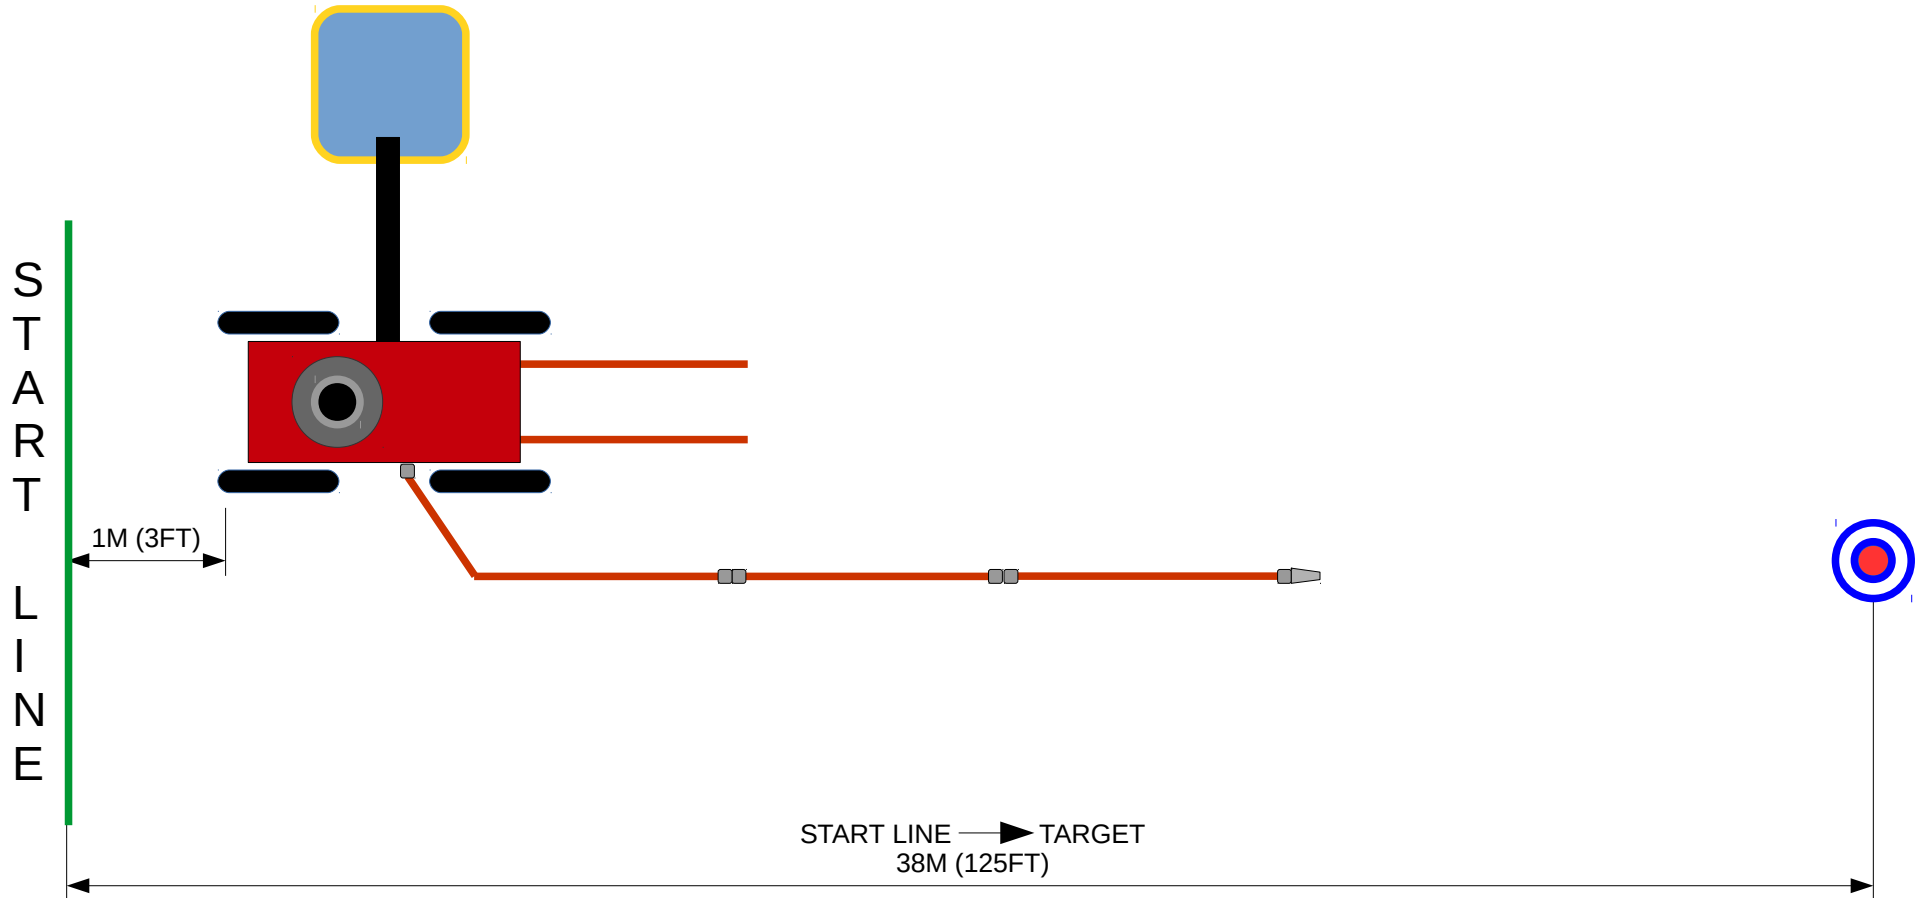 START LINE
1M (3FT)
START LINE TARGET
38M (125FT)